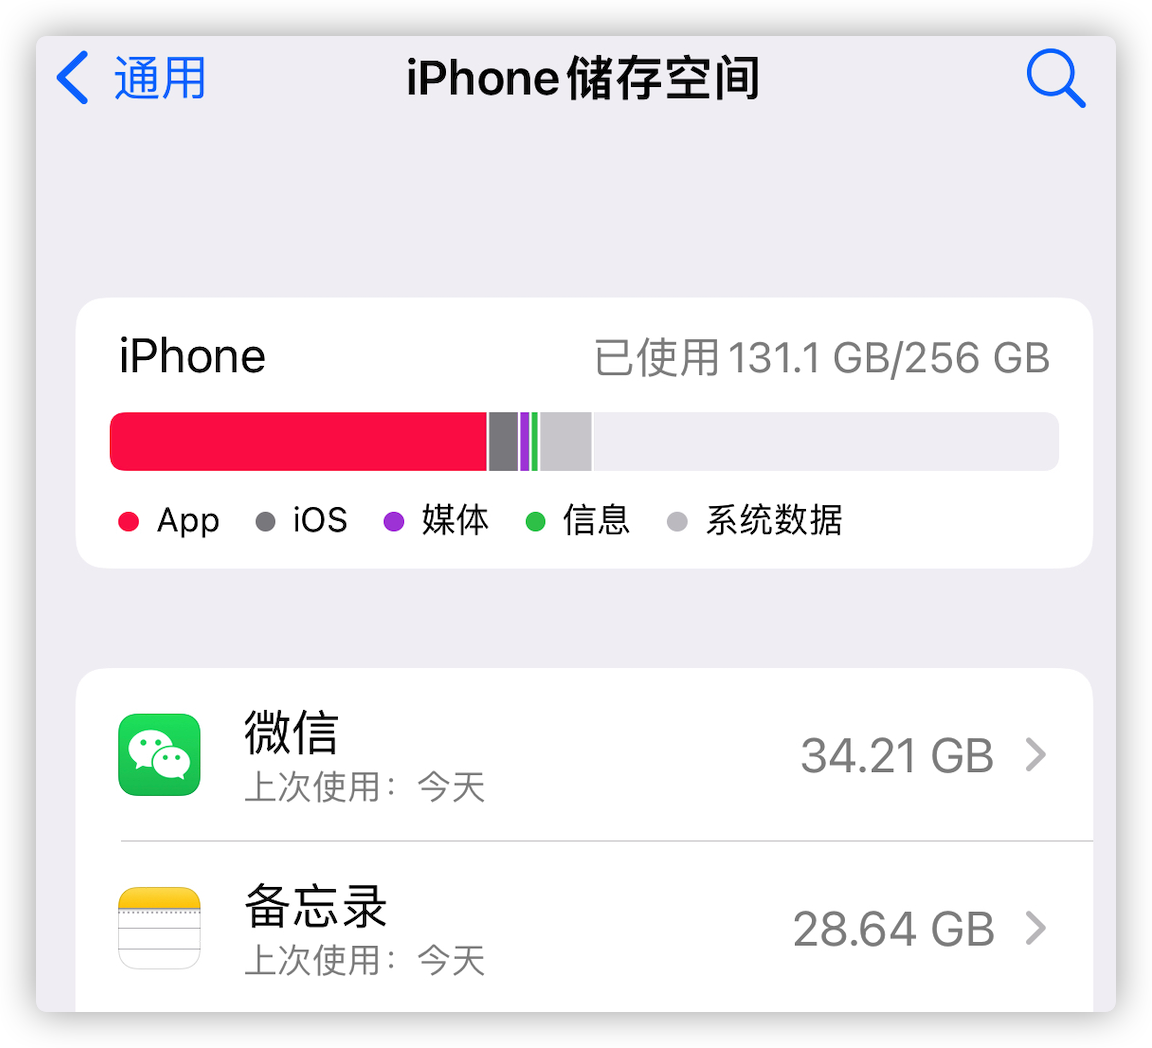 通用 iPhone储存空间
iPhone 已使用 131.1 GB/256 GB
App iOS 媒体 信息 系统数据
微信
上次使用：今天
34.21 GB
备忘录
上次使用：今天
28.64 GB